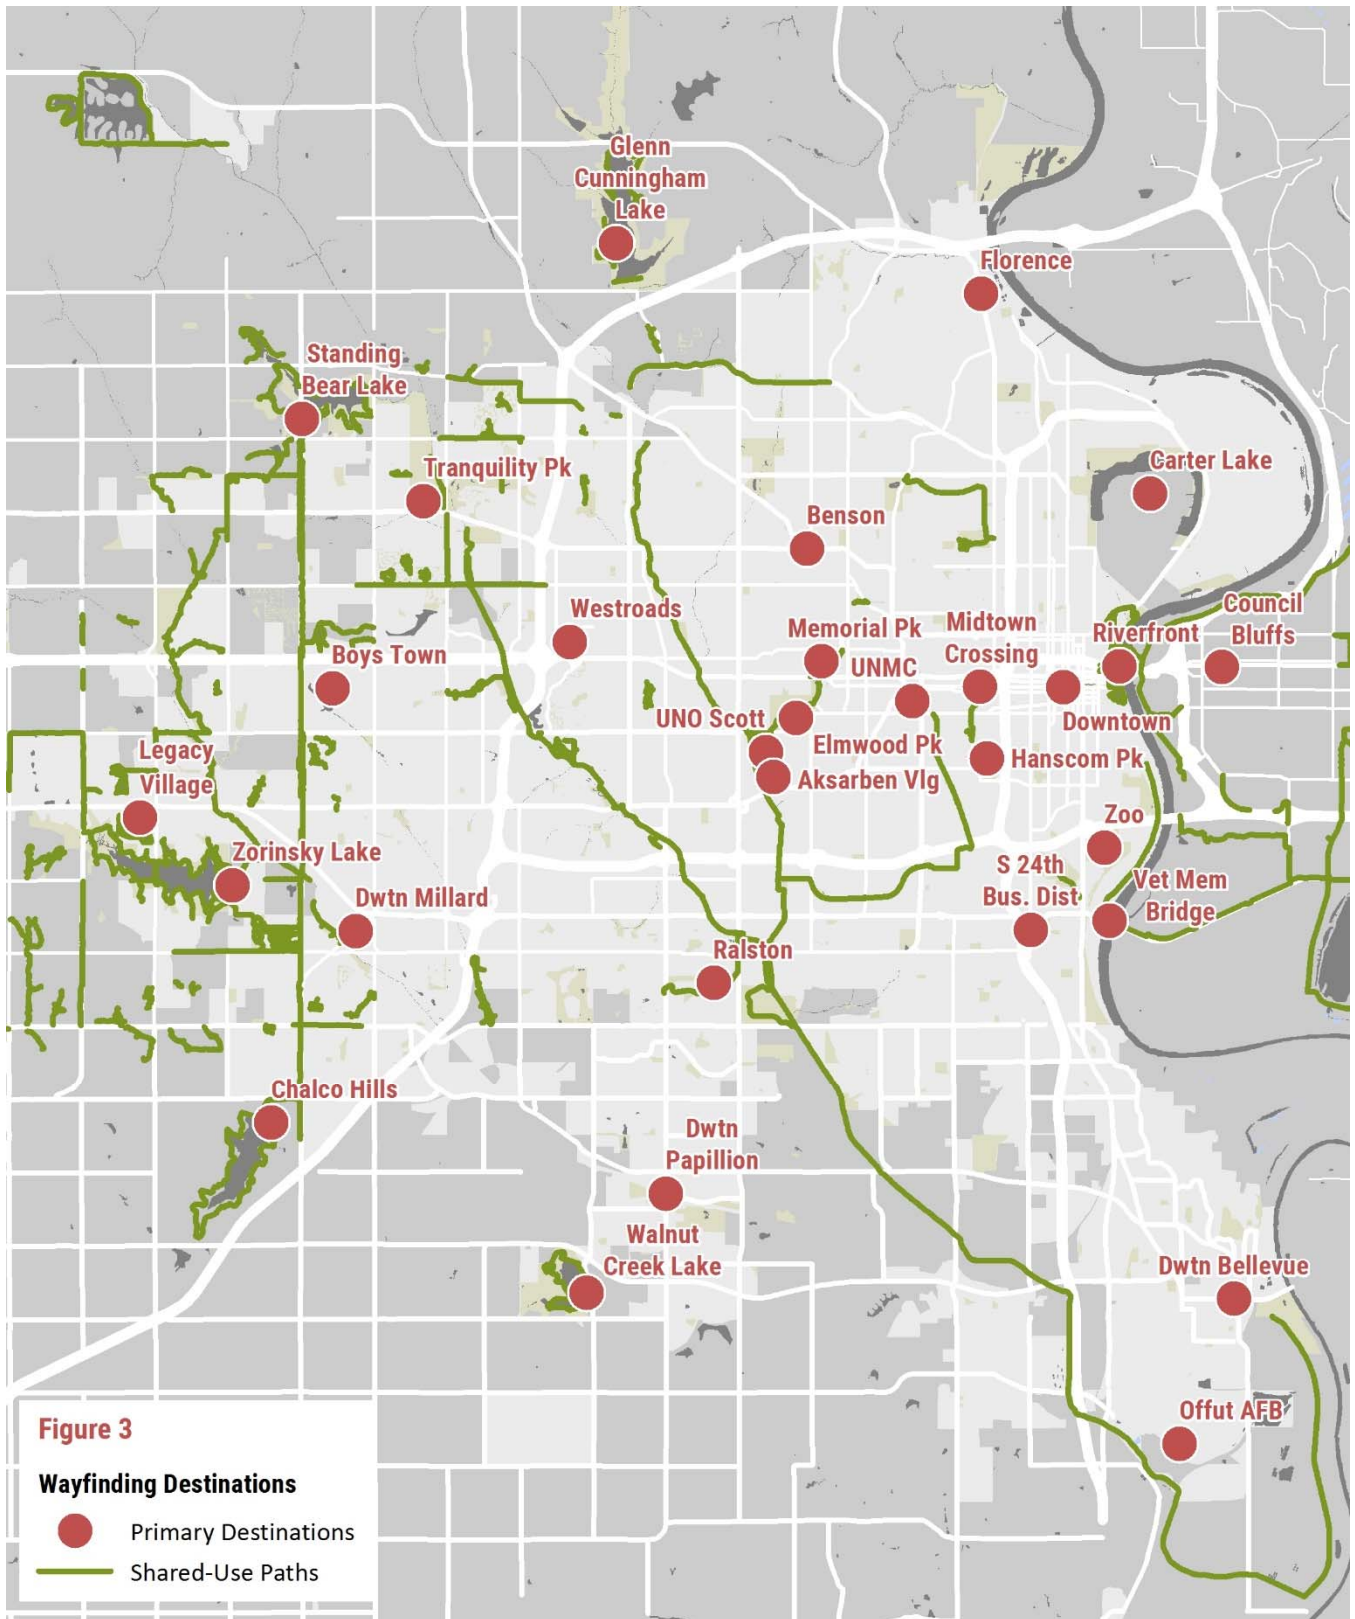 Glenn
Cunningham
Lake
Florence
Standing
Bear Lake
Tranquility Pk
Carter Lake
Benson
Westroads
Memorial Pk
Midtown
Crossing
Riverfront
Council
Bluffs
Boys Town
UNMC
UNO Scott
Downtown
Elmwood Pk
Hanscom Pk
Legacy
Village
Aksarben Vlg
Zoo
Zorinsky Lake
S 24th
Bus. Dist
Vet Mem
Bridge
Dwtn Millard
Ralston
Chalco Hills
Dwtn
Papillion
Walnut
Creek Lake
Dwtn Bellevue
Offut AFB
Figure 3
Wayfinding Destinations
Primary Destinations
Shared-Use Paths